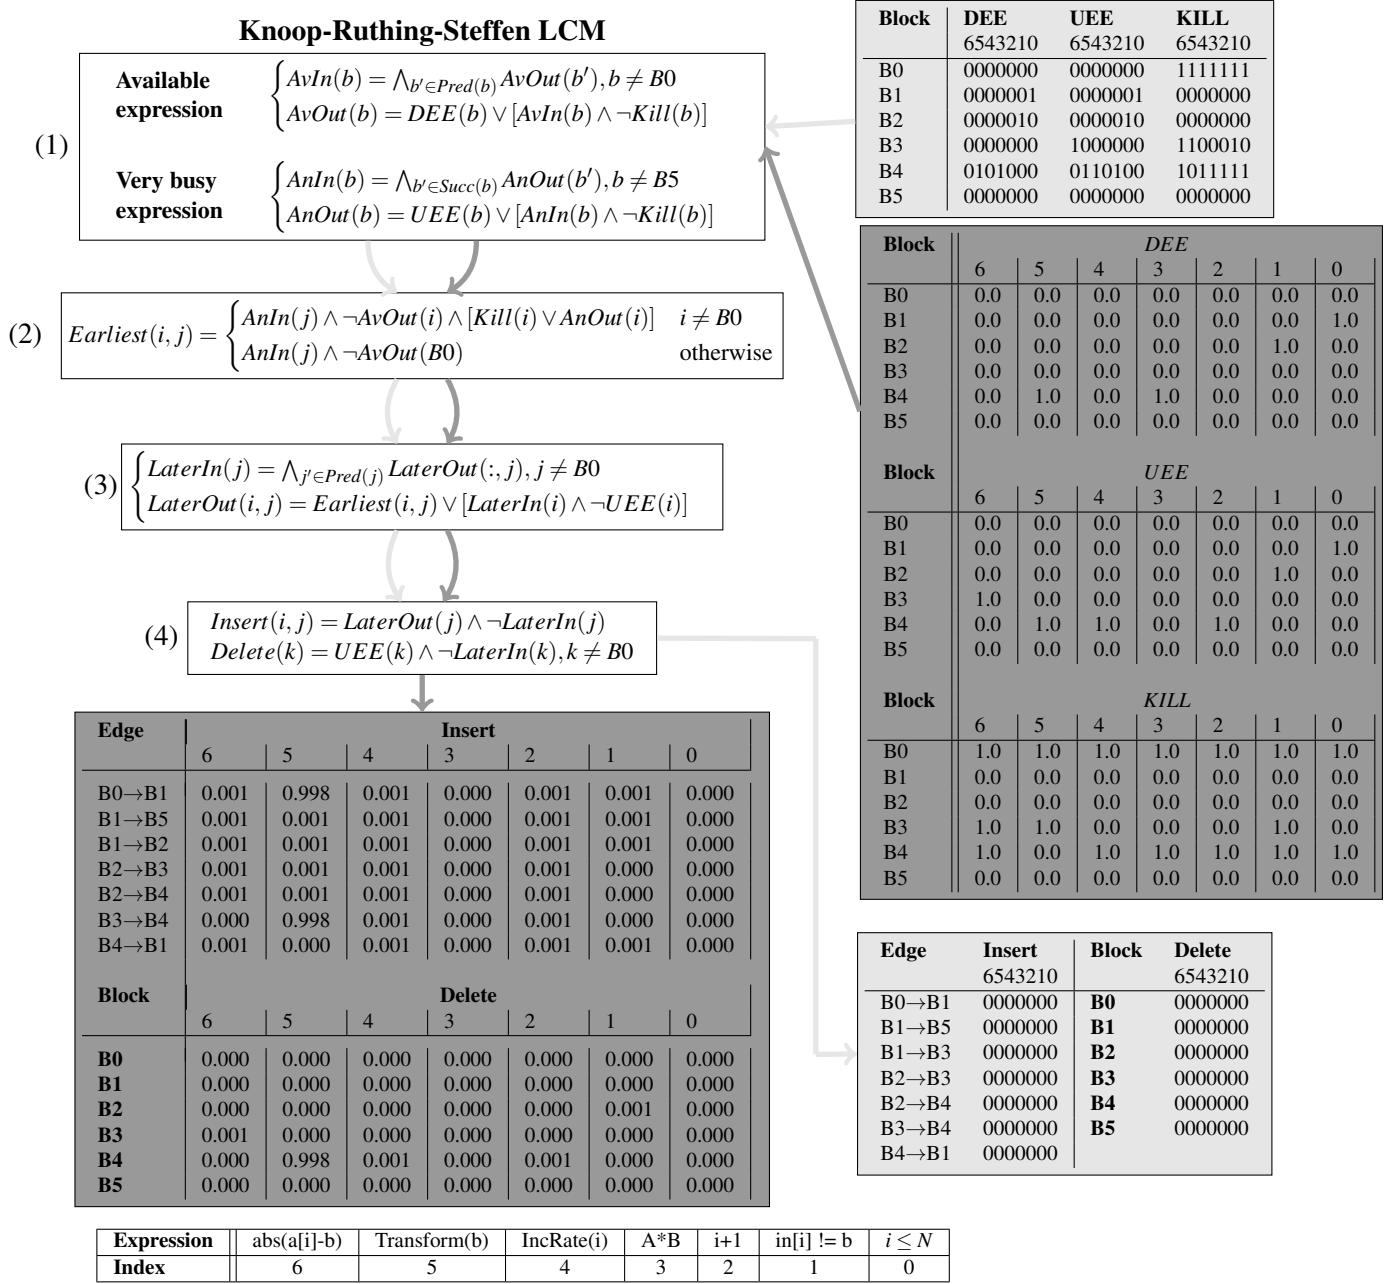 Knoop-Ruthing-Steffen LCM
(1)
Available expression
AvIn(b) = ⋀_{b′∈Pred(b)} AvOut(b′), b ≠ B0
AvOut(b) = DEE(b) ∨ [AvIn(b) ∧ ¬Kill(b)]
Very busy expression
AnIn(b) = ⋀_{b′∈Succ(b)} AnOut(b′), b ≠ B5
AnOut(b) = UEE(b) ∨ [AnIn(b) ∧ ¬Kill(b)]
(2)
Earliest(i, j) =
AnIn(j) ∧ ¬AvOut(i) ∧ [Kill(i) ∨ AnOut(i)] i ≠ B0
AnIn(j) ∧ ¬AvOut(B0) otherwise
(3)
LaterIn(j) = ⋀_{j′∈Pred(j)} LaterOut(:, j), j ≠ B0
LaterOut(i, j) = Earliest(i, j) ∨ [LaterIn(i) ∧ ¬UEE(i)]
(4)
Insert(i, j) = LaterOut(j) ∧ ¬LaterIn(j)
Delete(k) = UEE(k) ∧ ¬LaterIn(k), k ≠ B0
Block DEE UEE KILL
6543210 6543210 6543210
B0 0000000 0000000 1111111
B1 0000001 0000001 0000000
B2 0000010 0000010 0000000
B3 0000000 1000000 1100010
B4 0101000 0110100 1011111
B5 0000000 0000000 0000000
Block DEE
6 5 4 3 2 1 0
B0 0.0 0.0 0.0 0.0 0.0 0.0 0.0
B1 0.0 0.0 0.0 0.0 0.0 0.0 1.0
B2 0.0 0.0 0.0 0.0 0.0 1.0 0.0
B3 0.0 0.0 0.0 0.0 0.0 0.0 0.0
B4 0.0 1.0 0.0 1.0 0.0 0.0 0.0
B5 0.0 0.0 0.0 0.0 0.0 0.0 0.0
Block UEE
6 5 4 3 2 1 0
B0 0.0 0.0 0.0 0.0 0.0 0.0 0.0
B1 0.0 0.0 0.0 0.0 0.0 0.0 1.0
B2 0.0 0.0 0.0 0.0 0.0 1.0 0.0
B3 1.0 0.0 0.0 0.0 0.0 0.0 0.0
B4 0.0 1.0 1.0 0.0 1.0 0.0 0.0
B5 0.0 0.0 0.0 0.0 0.0 0.0 0.0
Block KILL
6 5 4 3 2 1 0
B0 1.0 1.0 1.0 1.0 1.0 1.0 1.0
B1 0.0 0.0 0.0 0.0 0.0 0.0 0.0
B2 0.0 0.0 0.0 0.0 0.0 0.0 0.0
B3 1.0 1.0 0.0 0.0 0.0 1.0 0.0
B4 1.0 0.0 1.0 1.0 1.0 1.0 1.0
B5 0.0 0.0 0.0 0.0 0.0 0.0 0.0
Edge Insert
6 5 4 3 2 1 0
B0→B1 0.001 0.998 0.001 0.000 0.001 0.001 0.000
B1→B5 0.001 0.001 0.001 0.000 0.001 0.001 0.000
B1→B2 0.001 0.001 0.001 0.000 0.001 0.001 0.000
B2→B3 0.001 0.001 0.001 0.000 0.001 0.000 0.000
B2→B4 0.001 0.001 0.001 0.000 0.001 0.000 0.000
B3→B4 0.000 0.998 0.001 0.000 0.001 0.000 0.000
B4→B1 0.001 0.000 0.001 0.000 0.001 0.001 0.000
Block Delete
6 5 4 3 2 1 0
B0 0.000 0.000 0.000 0.000 0.000 0.000 0.000
B1 0.000 0.000 0.000 0.000 0.000 0.000 0.000
B2 0.000 0.000 0.000 0.000 0.000 0.001 0.000
B3 0.001 0.000 0.000 0.000 0.000 0.000 0.000
B4 0.000 0.998 0.001 0.000 0.001 0.000 0.000
B5 0.000 0.000 0.000 0.000 0.000 0.000 0.000
Edge Insert Block Delete
6543210 6543210
B0→B1 0000000 B0 0000000
B1→B5 0000000 B1 0000000
B1→B3 0000000 B2 0000000
B2→B3 0000000 B3 0000000
B2→B4 0000000 B4 0000000
B3→B4 0000000 B5 0000000
B4→B1 0000000
Expression abs(a[i]-b) Transform(b) IncRate(i) A*B i+1 in[i] != b i ≤ N
Index 6 5 4 3 2 1 0